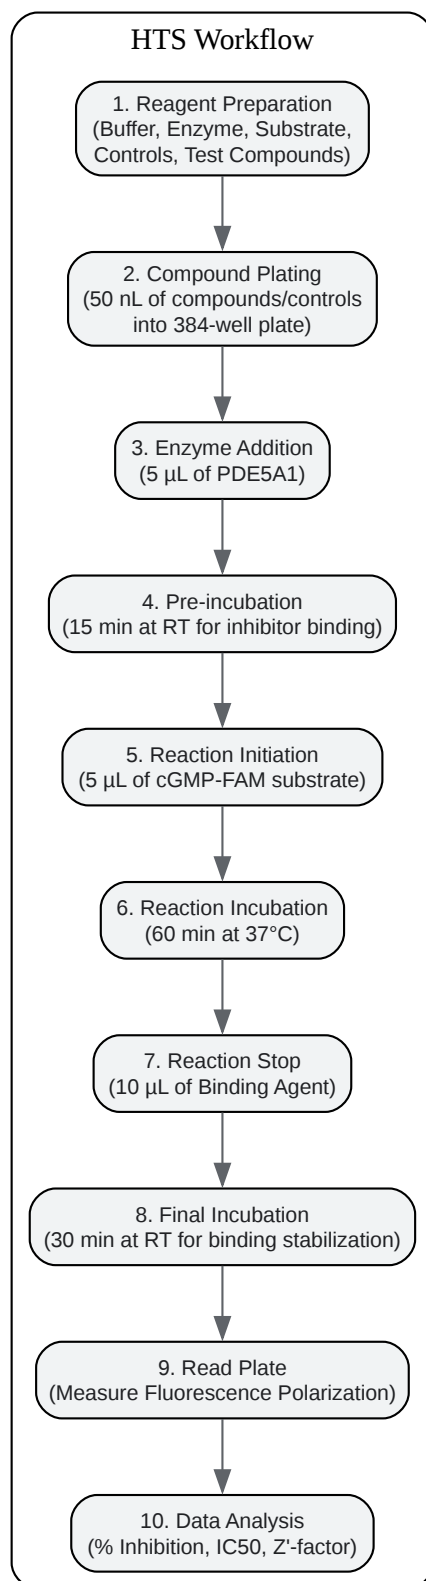 HTS Workflow
1. Reagent Preparation
(Buffer, Enzyme, Substrate,
Controls, Test Compounds)
2. Compound Plating
(50 nL of compounds/controls
into 384-well plate)
3. Enzyme Addition
(5 µL of PDE5A1)
4. Pre-incubation
(15 min at RT for inhibitor binding)
5. Reaction Initiation
(5 µL of cGMP-FAM substrate)
6. Reaction Incubation
(60 min at 37°C)
7. Reaction Stop
(10 µL of Binding Agent)
8. Final Incubation
(30 min at RT for binding stabilization)
9. Read Plate
(Measure Fluorescence Polarization)
10. Data Analysis
(% Inhibition, IC50, Z'-factor)